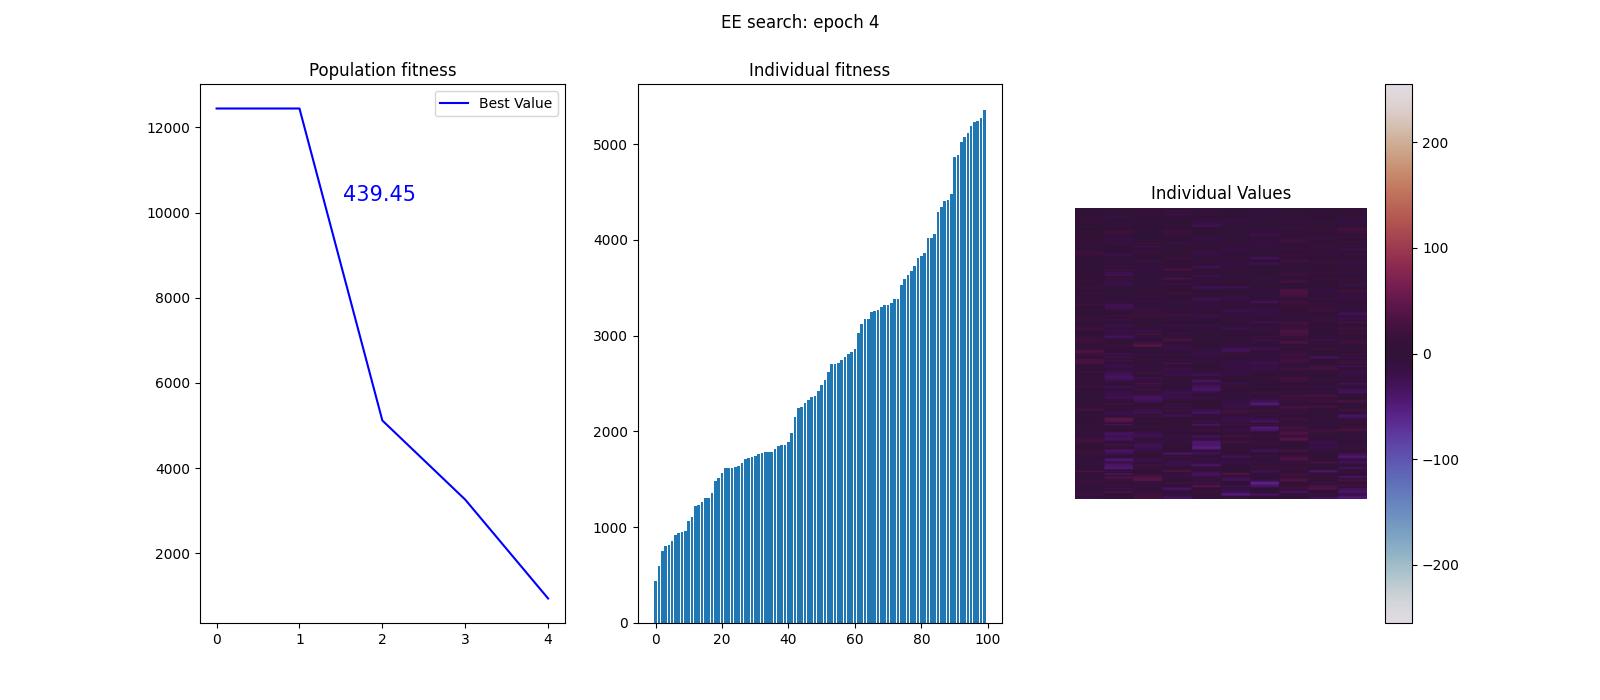 EE search: epoch 4
Population fitness
Best Value
439.45
12000
10000
8000
6000
4000
2000
0 1 2 3 4
Individual fitness
5000
4000
3000
2000
1000
0
0 20 40 60 80 100
Individual Values
200
100
0
−100
−200